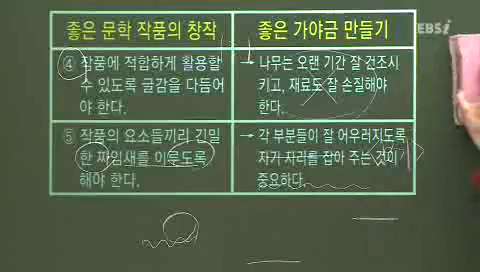 좋은 문학 작품의 창작
좋은 가야금 만들기
EBSi
④ 작품에 적합하게 활용할
수 있도록 글감을 다듬어
야 한다.
→ 나무는 오랜 기간 잘 건조시
키고, 재료도 잘 손질해야
한다.
⑤ 작품의 요소들끼리 긴밀
한 짜임새를 이루도록
해야 한다.
→ 각 부분들이 잘 어우러지도록
자기 자리를 잡아 주는 것이
중요하다.